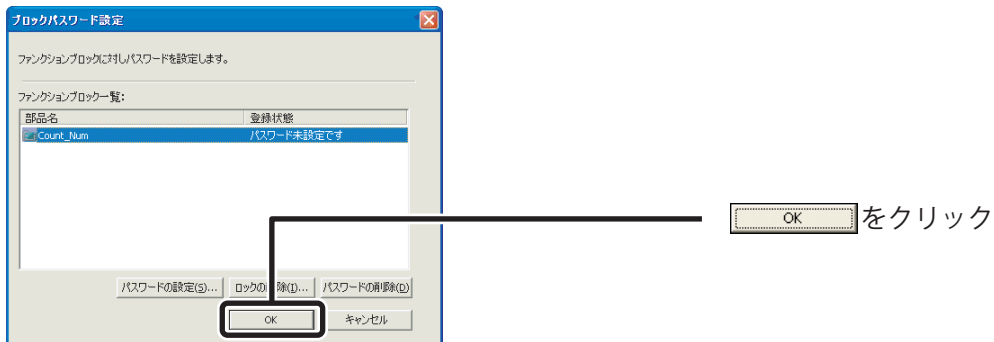 ブロックパスワード設定
ファンクションブロックに対しパスワードを設定します。
ファンクションブロック一覧:
部品名 登録状態
Count_Num パスワード未設定です
パスワードの設定(S)... ロックの 除(I)... パスワードの削除(D)
OK キャンセル
OK をクリック